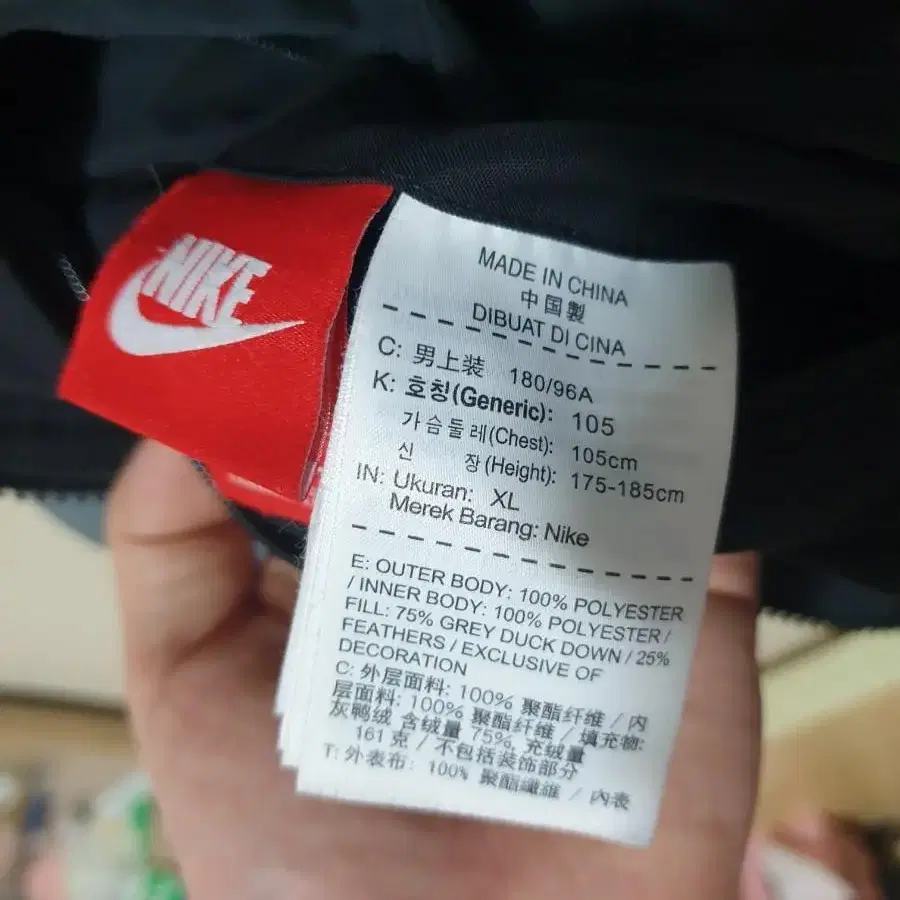 NIKE
MADE IN CHINA
中国製
DIBUAT DI CINA
C: 男上装 180/96A
K: 호칭(Generic): 105
가슴둘레(Chest): 105cm
신 장(Height): 175-185cm
IN: Ukuran: XL
Merek Barang: Nike
E: OUTER BODY: 100% POLYESTER
/ INNER BODY: 100% POLYESTER /
FILL: 75% GREY DUCK DOWN / 25%
FEATHERS / EXCLUSIVE OF
DECORATION
C: 外层面料: 100% 聚酯纤维 / 内
层面料: 100% 聚酯纤维 / 填充物:
灰鸭绒 含绒量 75%, 充绒量
161 克 / 不包括装饰部分
T: 外表布: 100% 聚酯纖維 / 內表